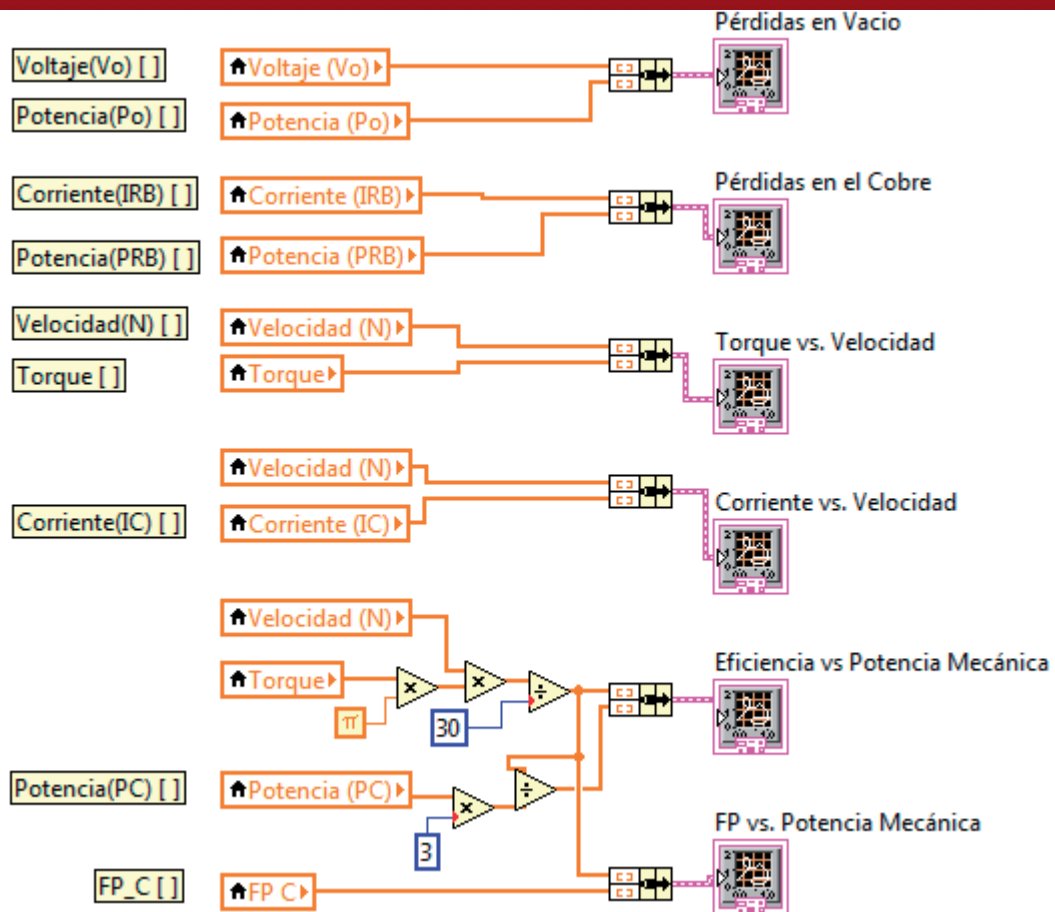 Pérdidas en Vacio
Voltaje(Vo) [ ]
Voltaje (Vo)
Potencia(Po) [ ]
Potencia (Po)
Pérdidas en el Cobre
Corriente(IRB) [ ]
Corriente (IRB)
Potencia(PRB) [ ]
Potencia (PRB)
Velocidad(N) [ ]
Velocidad (N)
Torque vs. Velocidad
Torque [ ]
Torque
Velocidad (N)
Corriente vs. Velocidad
Corriente(IC) [ ]
Corriente (IC)
Velocidad (N)
Eficiencia vs Potencia Mecánica
Torque
× × ÷
π
30
Potencia(PC) [ ]
Potencia (PC)
× ÷
3
FP vs. Potencia Mecánica
FP_C [ ]
FP C